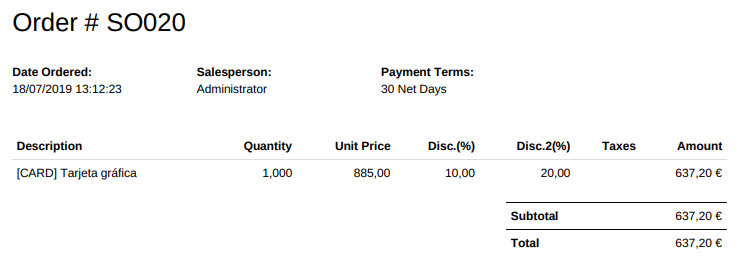 Order # SO020
Date Ordered: Salesperson: Payment Terms:
18/07/2019 13:12:23 Administrator 30 Net Days
Description Quantity Unit Price Disc.(%) Disc.2(%) Taxes Amount
[CARD] Tarjeta gráfica 1,000 885,00 10,00 20,00 637,20 €
Subtotal 637,20 €
Total 637,20 €